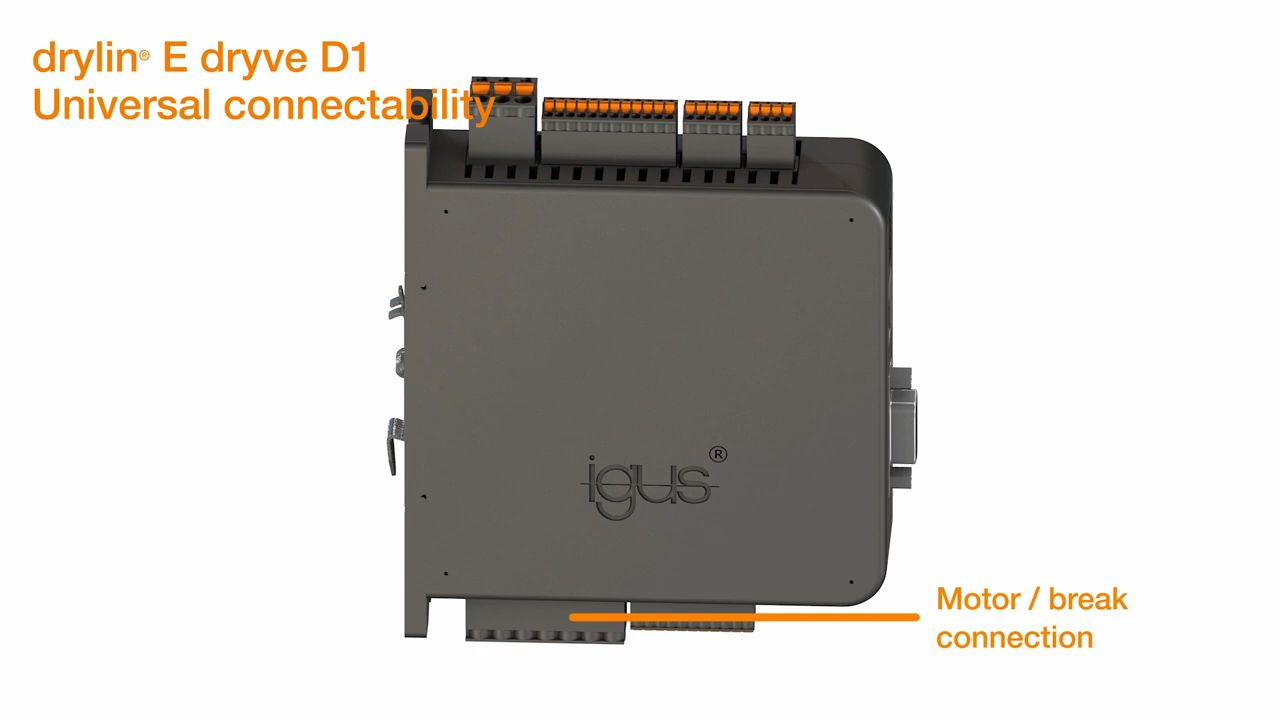 drylin® E dryve D1
Universal connectability
igus®
Motor / break
connection